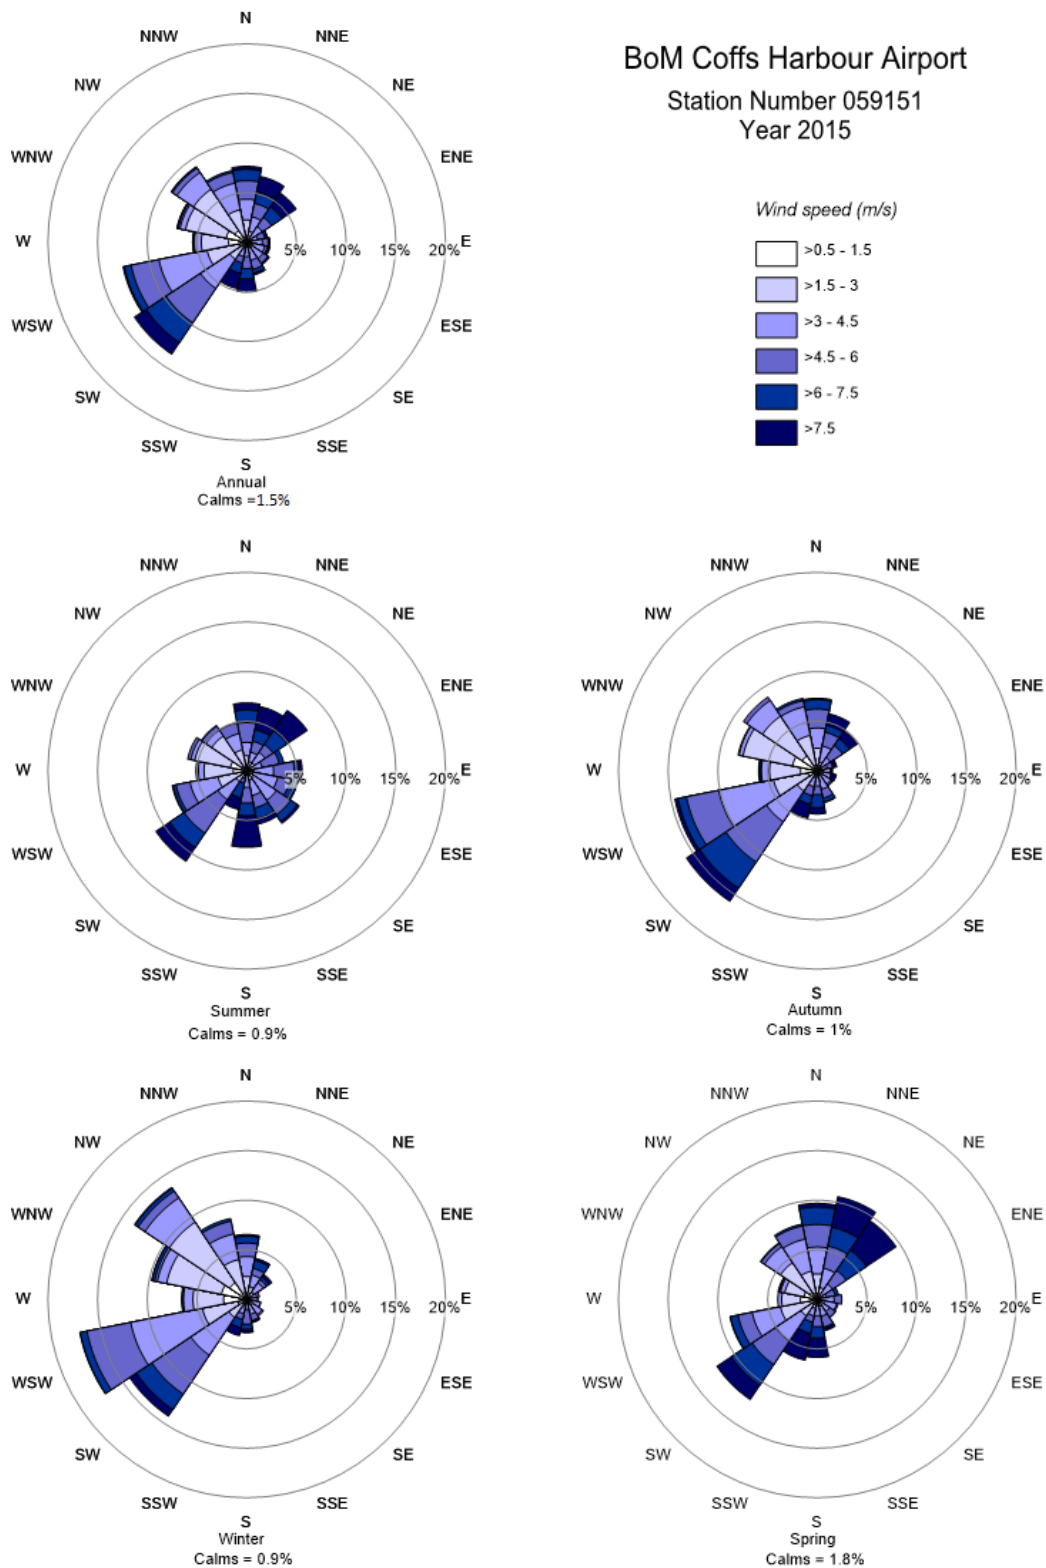 BoM Coffs Harbour Airport
Station Number 059151
Year 2015
Wind speed (m/s)
>0.5 - 1.5
>1.5 - 3
>3 - 4.5
>4.5 - 6
>6 - 7.5
>7.5
N
NNW NNE
NW NE
WNW ENE
W 5% 10% 15% 20% E
WSW ESE
SW SE
SSW SSE
S
Annual
Calms =1.5%
N
NNW NNE
NW NE
WNW ENE
W 5% 10% 15% 20% E
WSW ESE
SW SE
SSW SSE
S
Summer
Calms = 0.9%
N
NNW NNE
NW NE
WNW ENE
W 5% 10% 15% 20% E
WSW ESE
SW SE
SSW SSE
S
Autumn
Calms = 1%
N
NNW NNE
NW NE
WNW ENE
W 5% 10% 15% 20% E
WSW ESE
SW SE
SSW SSE
S
Winter
Calms = 0.9%
N
NNW NNE
NW NE
WNW ENE
W 5% 10% 15% 20% E
WSW ESE
SW SE
SSW SSE
S
Spring
Calms = 1.8%